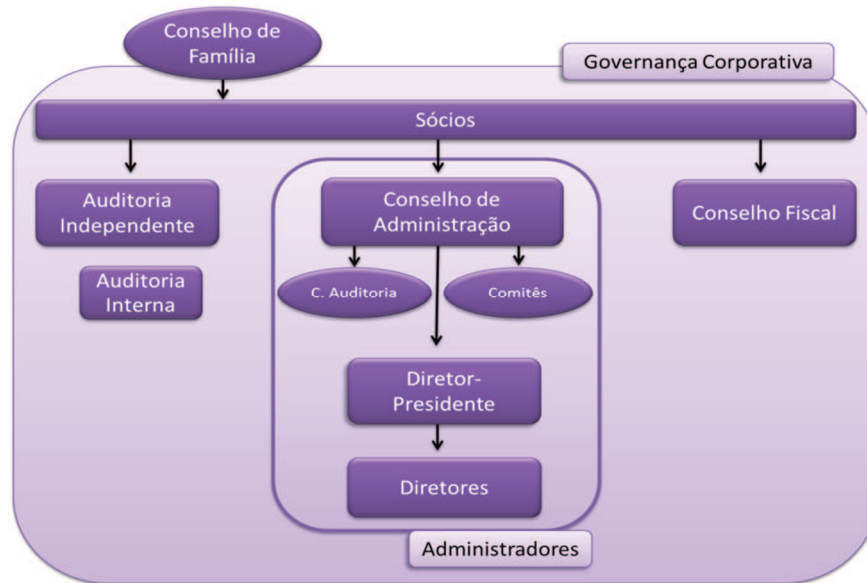 Conselho de
Família
Governança Corporativa
Sócios
Auditoria
Independente
Conselho de
Administração
Conselho Fiscal
Auditoria
Interna
C. Auditoria
Comitês
Diretor-
Presidente
Diretores
Administradores